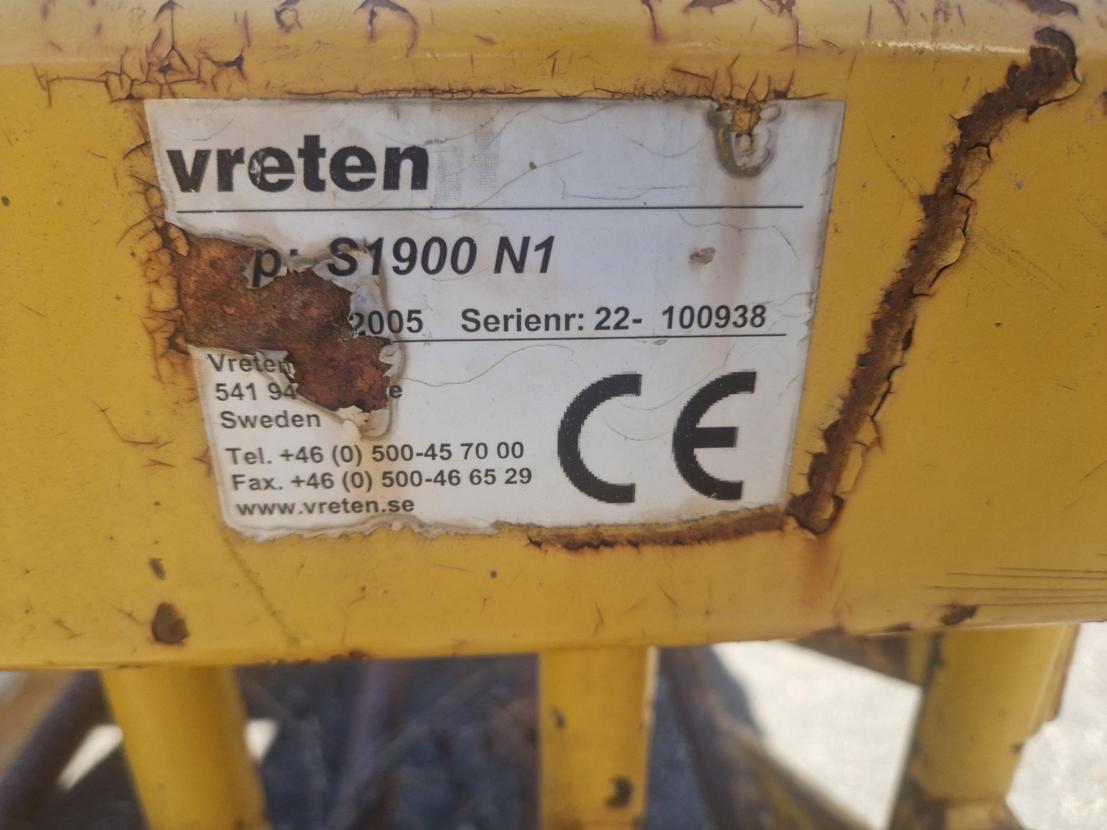 vreten
S1900 N1
2005 Serienr: 22- 100938
Vreten
541 94
Sweden
Tel. +46 (0) 500-45 70 00
Fax. +46 (0) 500-46 65 29
www.vreten.se
CE